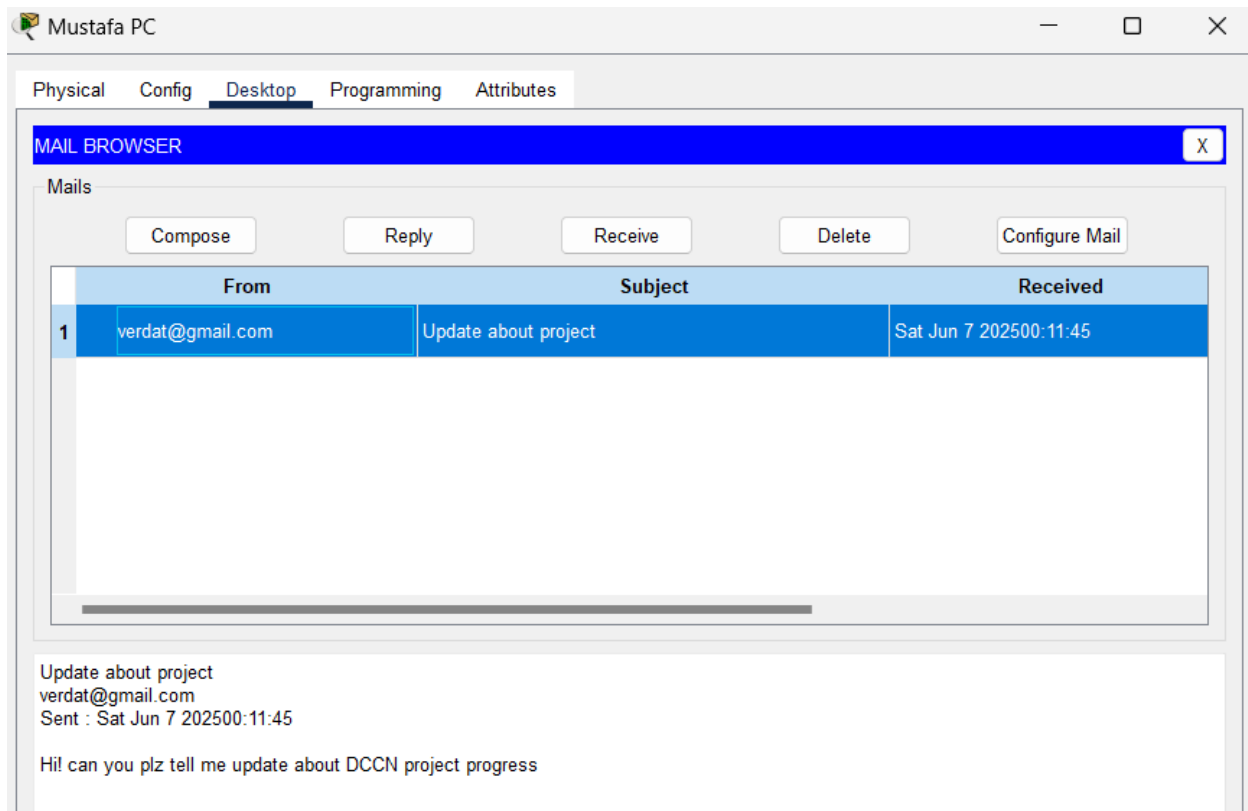 Mustafa PC
Physical Config Desktop Programming Attributes
MAIL BROWSER X
Mails
Compose Reply Receive Delete Configure Mail
From Subject Received
1 verdat@gmail.com Update about project Sat Jun 7 202500:11:45
Update about project
verdat@gmail.com
Sent : Sat Jun 7 202500:11:45
Hi! can you plz tell me update about DCCN project progress